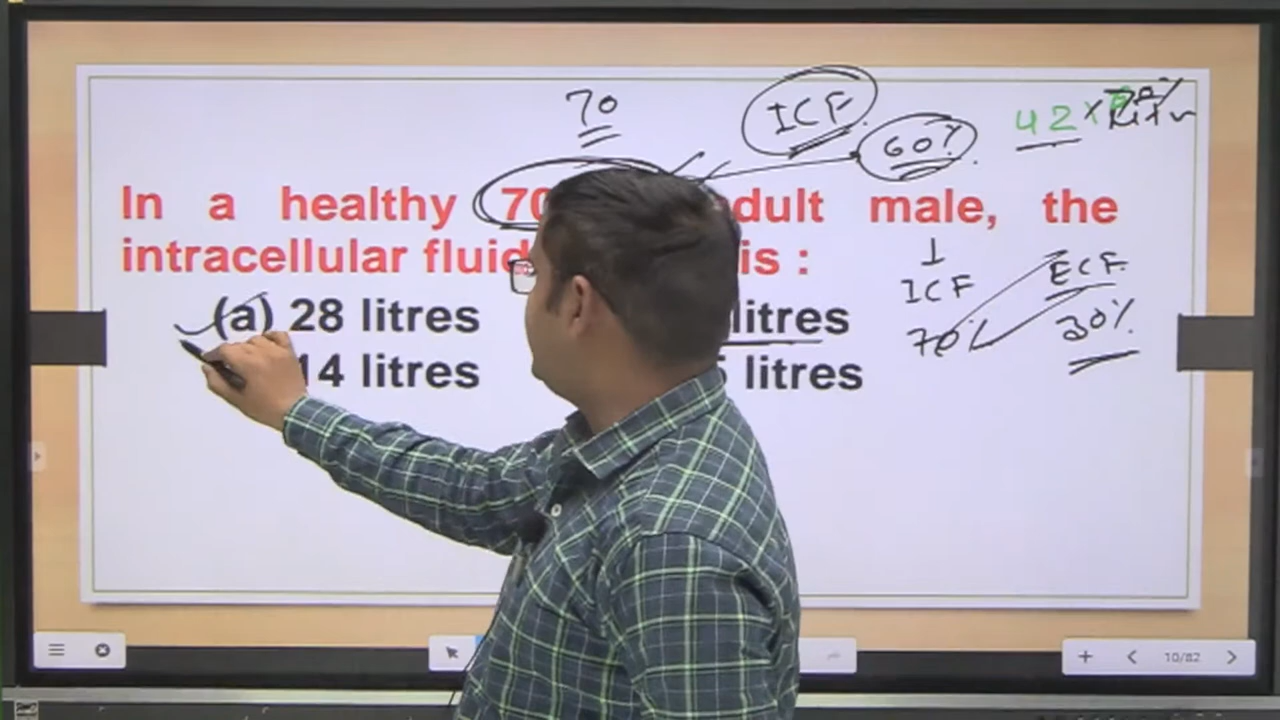 70
ICF
60%
42 ×
In a healthy 70 adult male, the
intracellular fluid is :
ICF
ECF
70%
30%
(a) 28 litres
litres
14 litres
5 litres
10/82